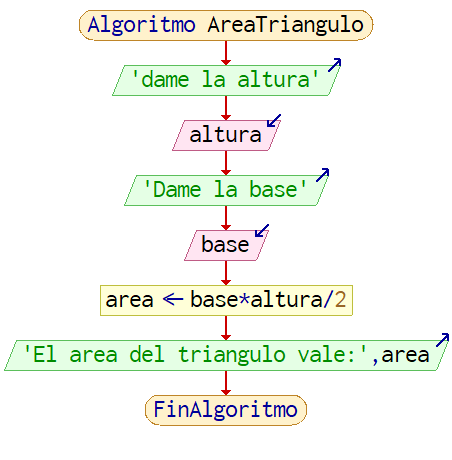 Algoritmo AreaTriangulo
'dame la altura'
altura
'Dame la base'
base
area ← base*altura/2
'El area del triangulo vale:',area
FinAlgoritmo